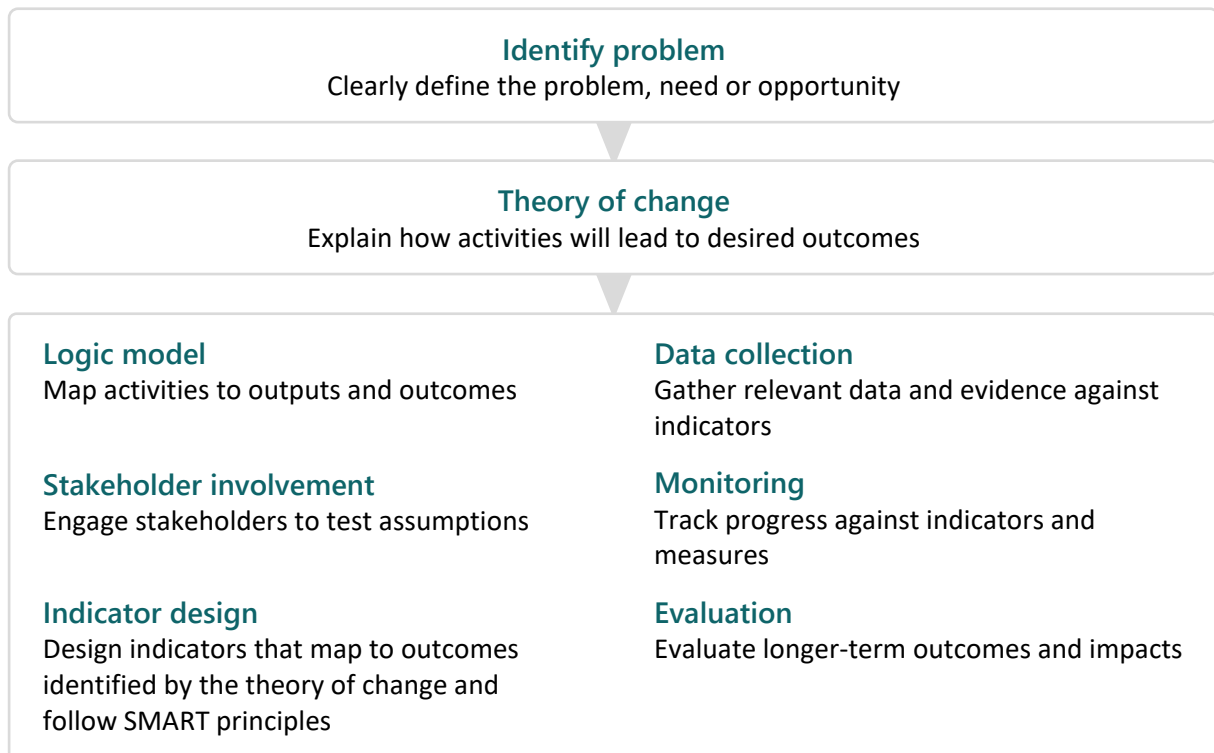 Identify problem
Clearly define the problem, need or opportunity
Theory of change
Explain how activities will lead to desired outcomes
Logic model
Map activities to outputs and outcomes
Stakeholder involvement
Engage stakeholders to test assumptions
Indicator design
Design indicators that map to outcomes
identified by the theory of change and
follow SMART principles
Data collection
Gather relevant data and evidence against
indicators
Monitoring
Track progress against indicators and
measures
Evaluation
Evaluate longer-term outcomes and impacts